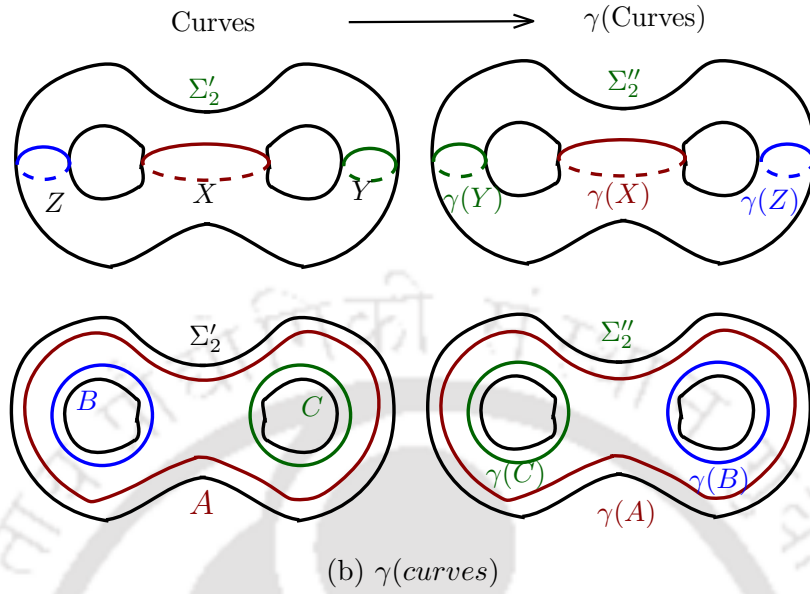 Curves γ(Curves)
Σ′₂ Σ″₂
Z X Y γ(Y) γ(X) γ(Z)
Σ′₂ Σ″₂
B C
γ(C) γ(B)
A γ(A)
(b) γ(curves)